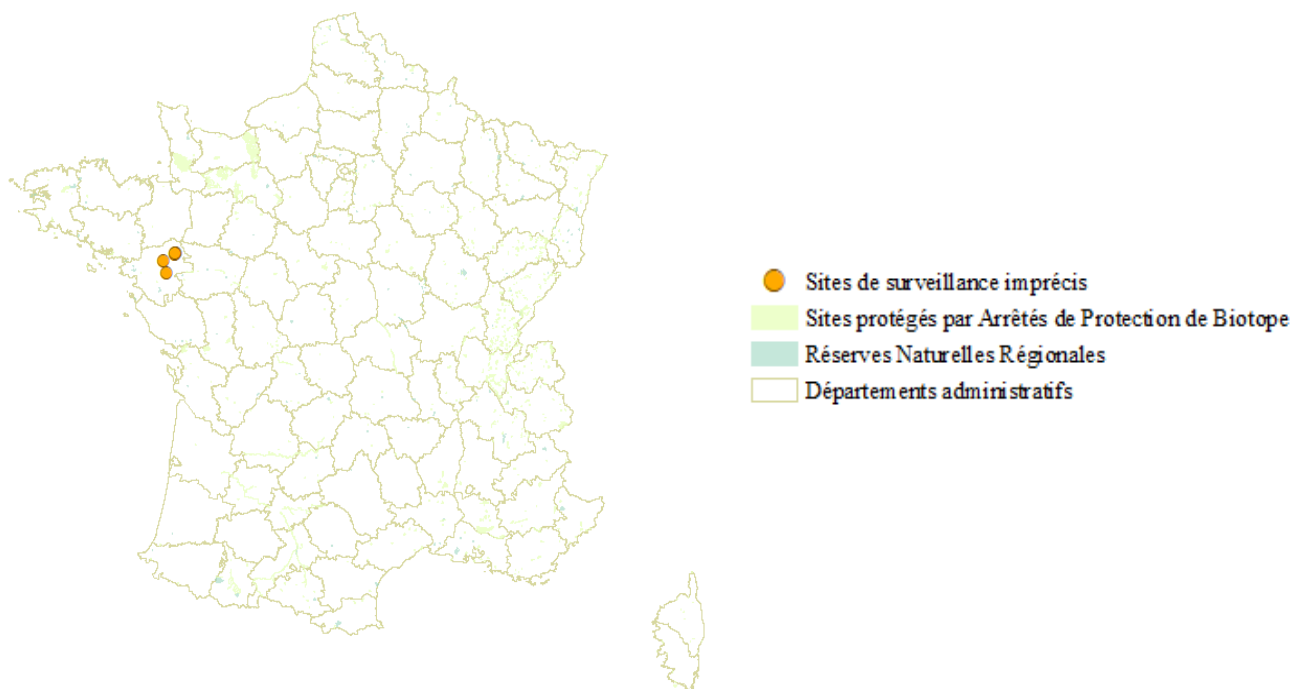 Sites de surveillance imprécis
Sites protégés par Arrêtés de Protection de Biotope
Réserves Naturelles Régionales
Départements administratifs